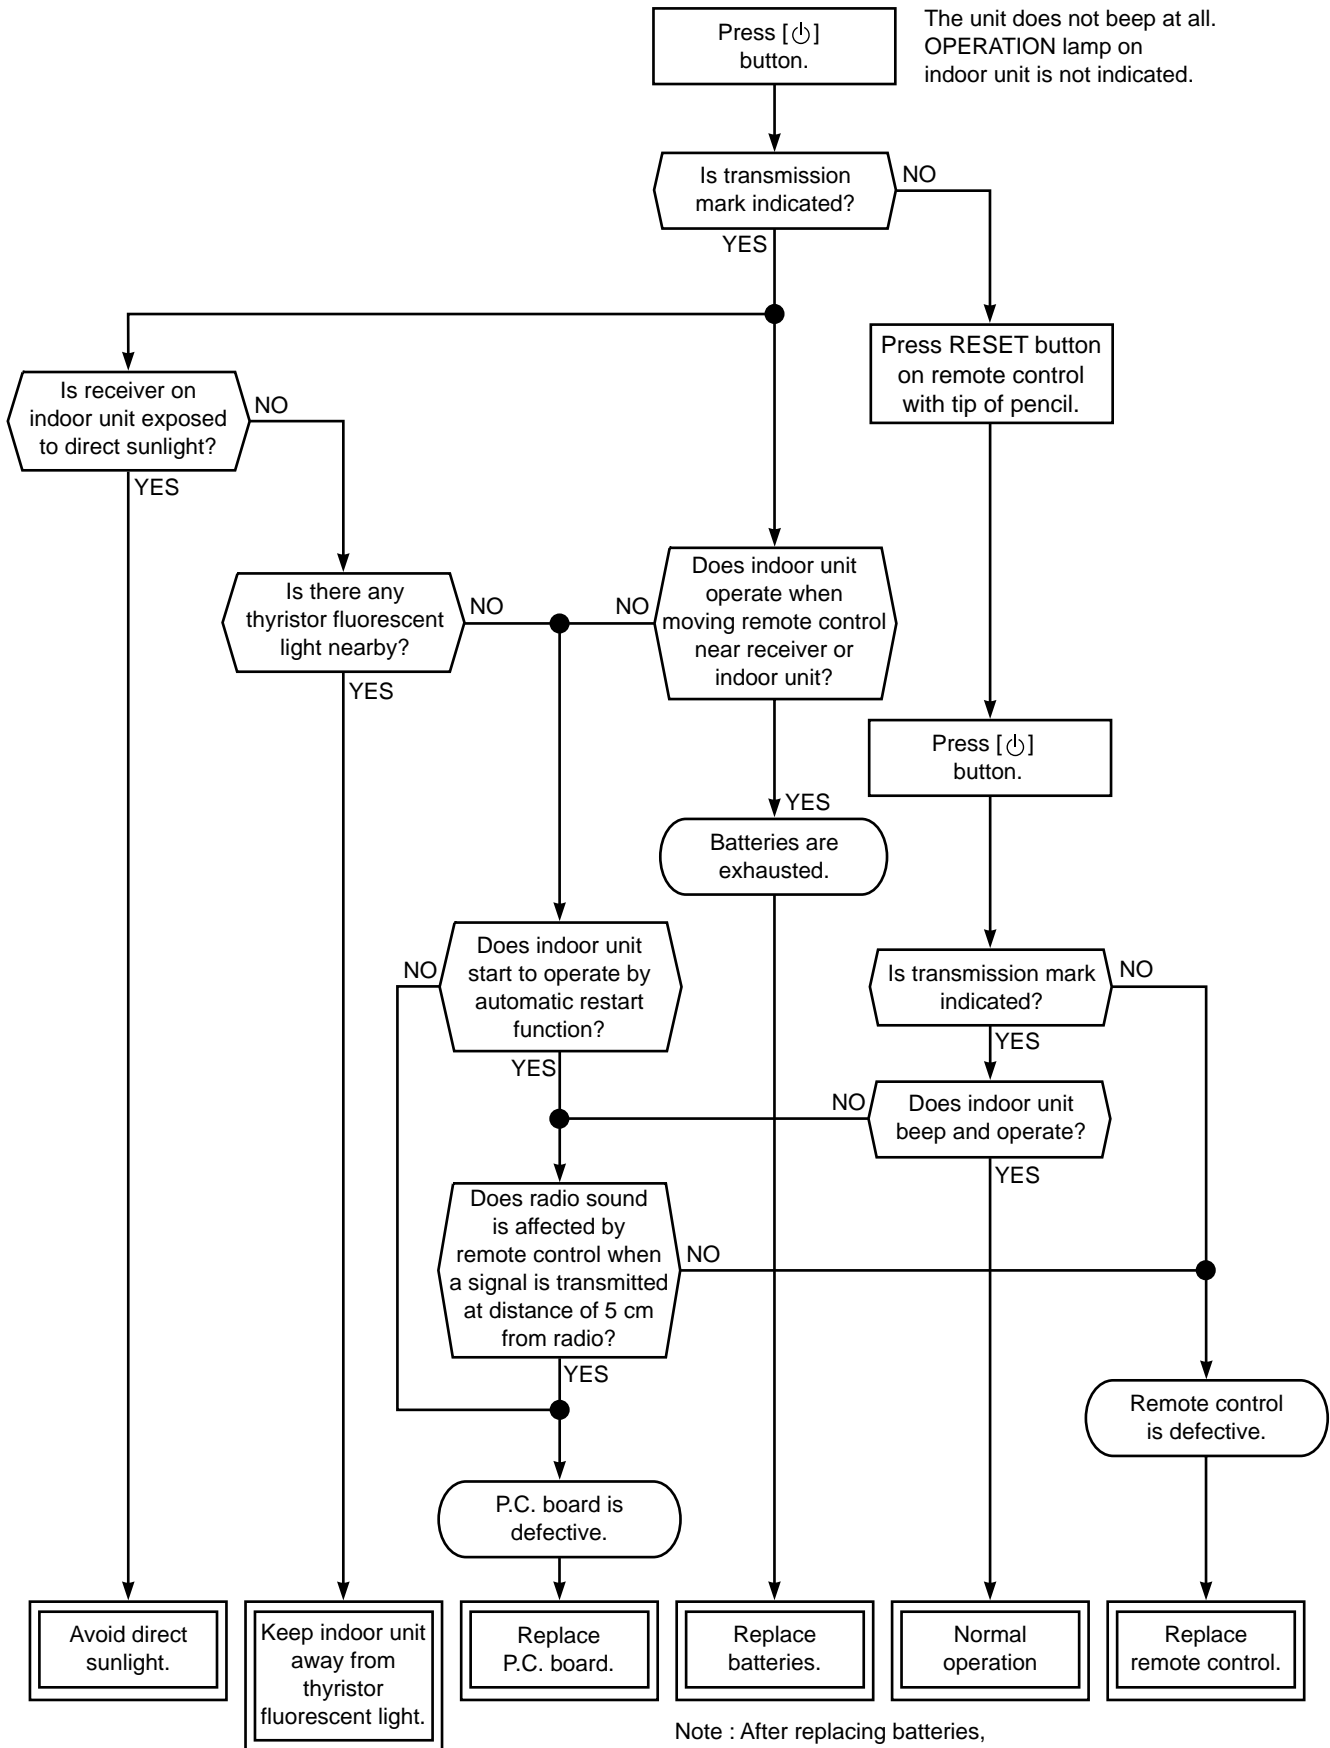 Press [⏻]
button.
The unit does not beep at all.
OPERATION lamp on
indoor unit is not indicated.
Is transmission
mark indicated?
NO
YES
Press RESET button
on remote control
with tip of pencil.
Is receiver on
indoor unit exposed
to direct sunlight?
NO
YES
Is there any
thyristor fluorescent
light nearby?
NO
YES
NO
Does indoor unit
operate when
moving remote control
near receiver or
indoor unit?
YES
Press [⏻]
button.
Batteries are
exhausted.
Does indoor unit
start to operate by
automatic restart
function?
NO
YES
Is transmission mark
indicated?
NO
YES
Does indoor unit
beep and operate?
NO
YES
Does radio sound
is affected by
remote control when
a signal is transmitted
at distance of 5 cm
from radio?
NO
YES
Remote control
is defective.
P.C. board is
defective.
Avoid direct
sunlight.
Keep indoor unit
away from
thyristor
fluorescent light.
Replace
P.C. board.
Replace
batteries.
Normal
operation
Replace
remote control.
Note : After replacing batteries,